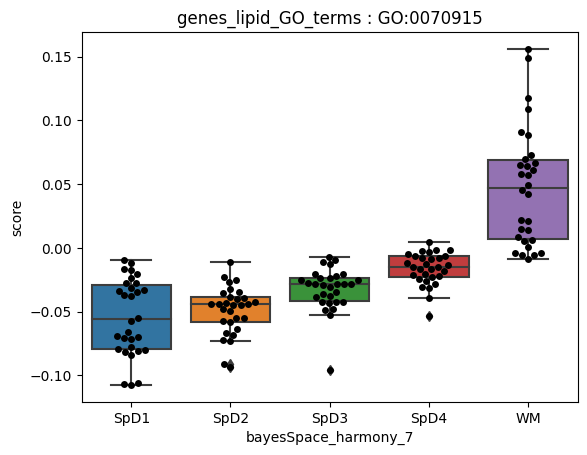 genes_lipid_GO_terms : GO:0070915
0.15
0.10
0.05
0.00
−0.05
−0.10
score
SpD1 SpD2 SpD3 SpD4 WM
bayesSpace_harmony_7